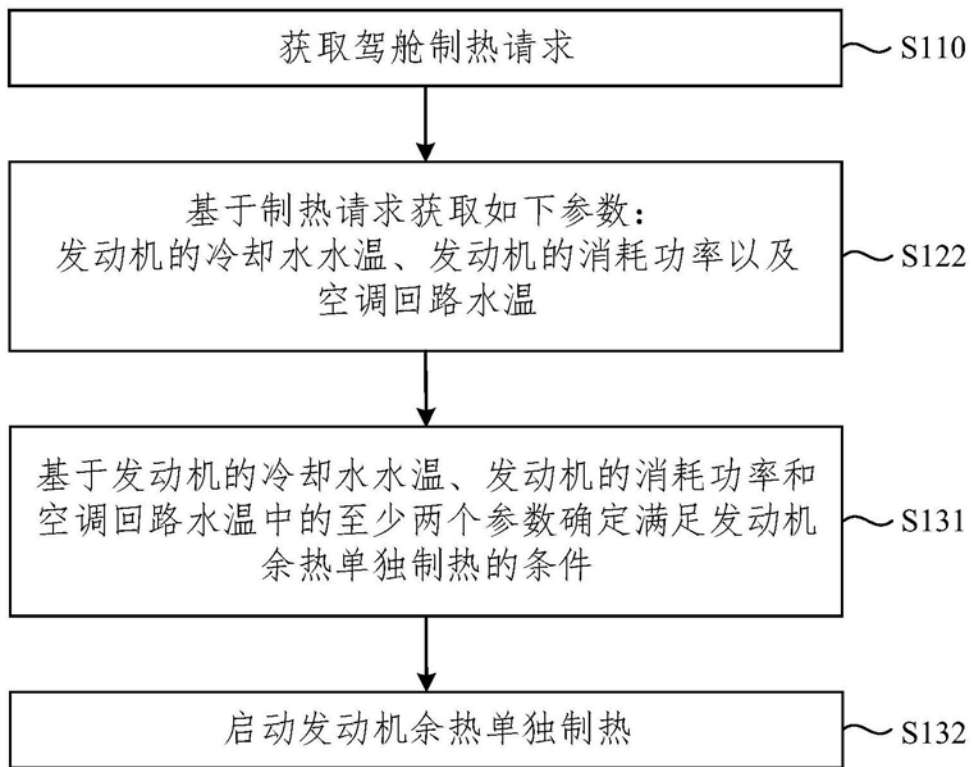 获取驾舱制热请求
S110
基于制热请求获取如下参数：
发动机的冷却水水温、发动机的消耗功率以及
空调回路水温
S122
基于发动机的冷却水水温、发动机的消耗功率和
空调回路水温中的至少两个参数确定满足发动机
余热单独制热的条件
S131
启动发动机余热单独制热
S132